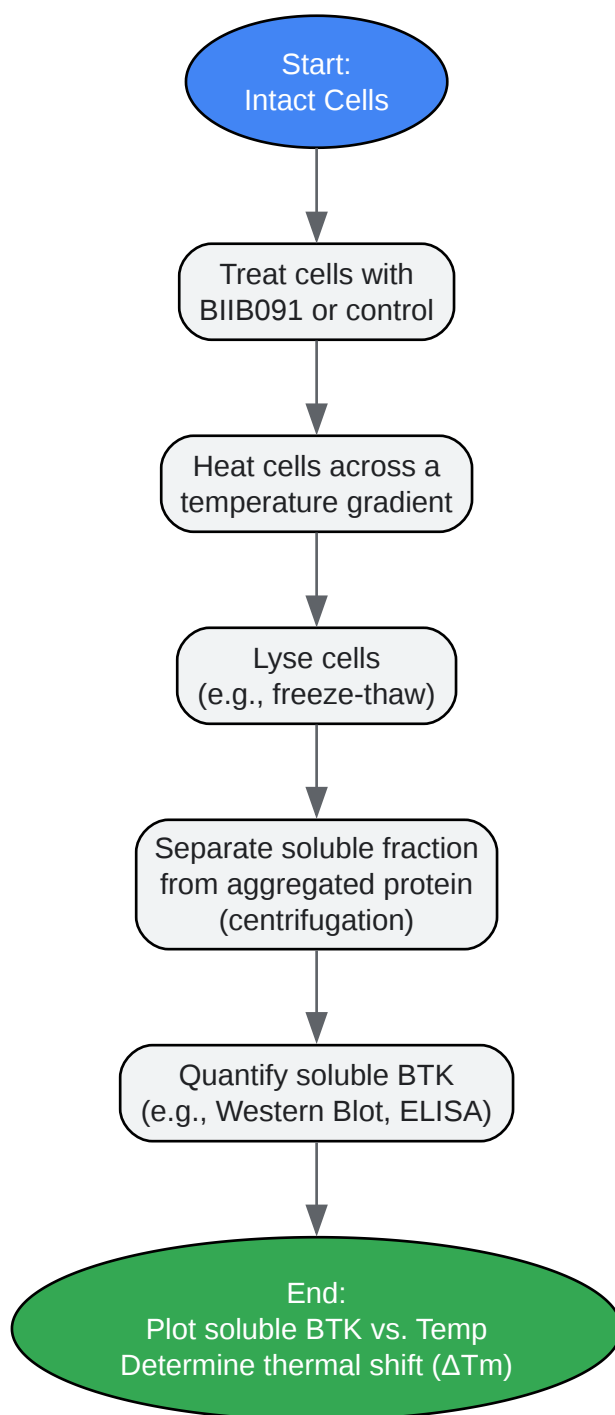 Start:
Intact Cells
Treat cells with
BIIB091 or control
Heat cells across a
temperature gradient
Lyse cells
(e.g., freeze-thaw)
Separate soluble fraction
from aggregated protein
(centrifugation)
Quantify soluble BTK
(e.g., Western Blot, ELISA)
End:
Plot soluble BTK vs. Temp
Determine thermal shift (ΔTm)